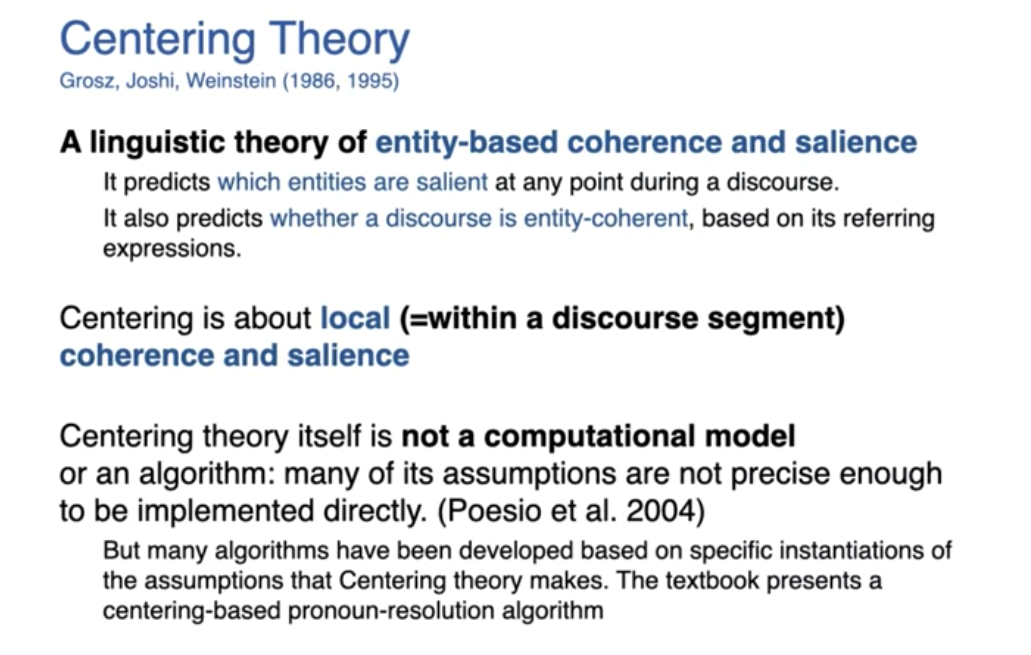 Centering Theory
Grosz, Joshi, Weinstein (1986, 1995)
A linguistic theory of entity-based coherence and salience
It predicts which entities are salient at any point during a discourse.
It also predicts whether a discourse is entity-coherent, based on its referring
expressions.
Centering is about local (=within a discourse segment)
coherence and salience
Centering theory itself is not a computational model
or an algorithm: many of its assumptions are not precise enough
to be implemented directly. (Poesio et al. 2004)
But many algorithms have been developed based on specific instantiations of
the assumptions that Centering theory makes. The textbook presents a
centering-based pronoun-resolution algorithm